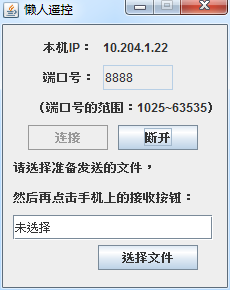 懒人遥控
本机IP： 10.204.1.22
端口号： 8888
（端口号的范围：1025~63535）
连接 断开
请选择准备发送的文件，
然后再点击手机上的接收按钮：
未选择
选择文件